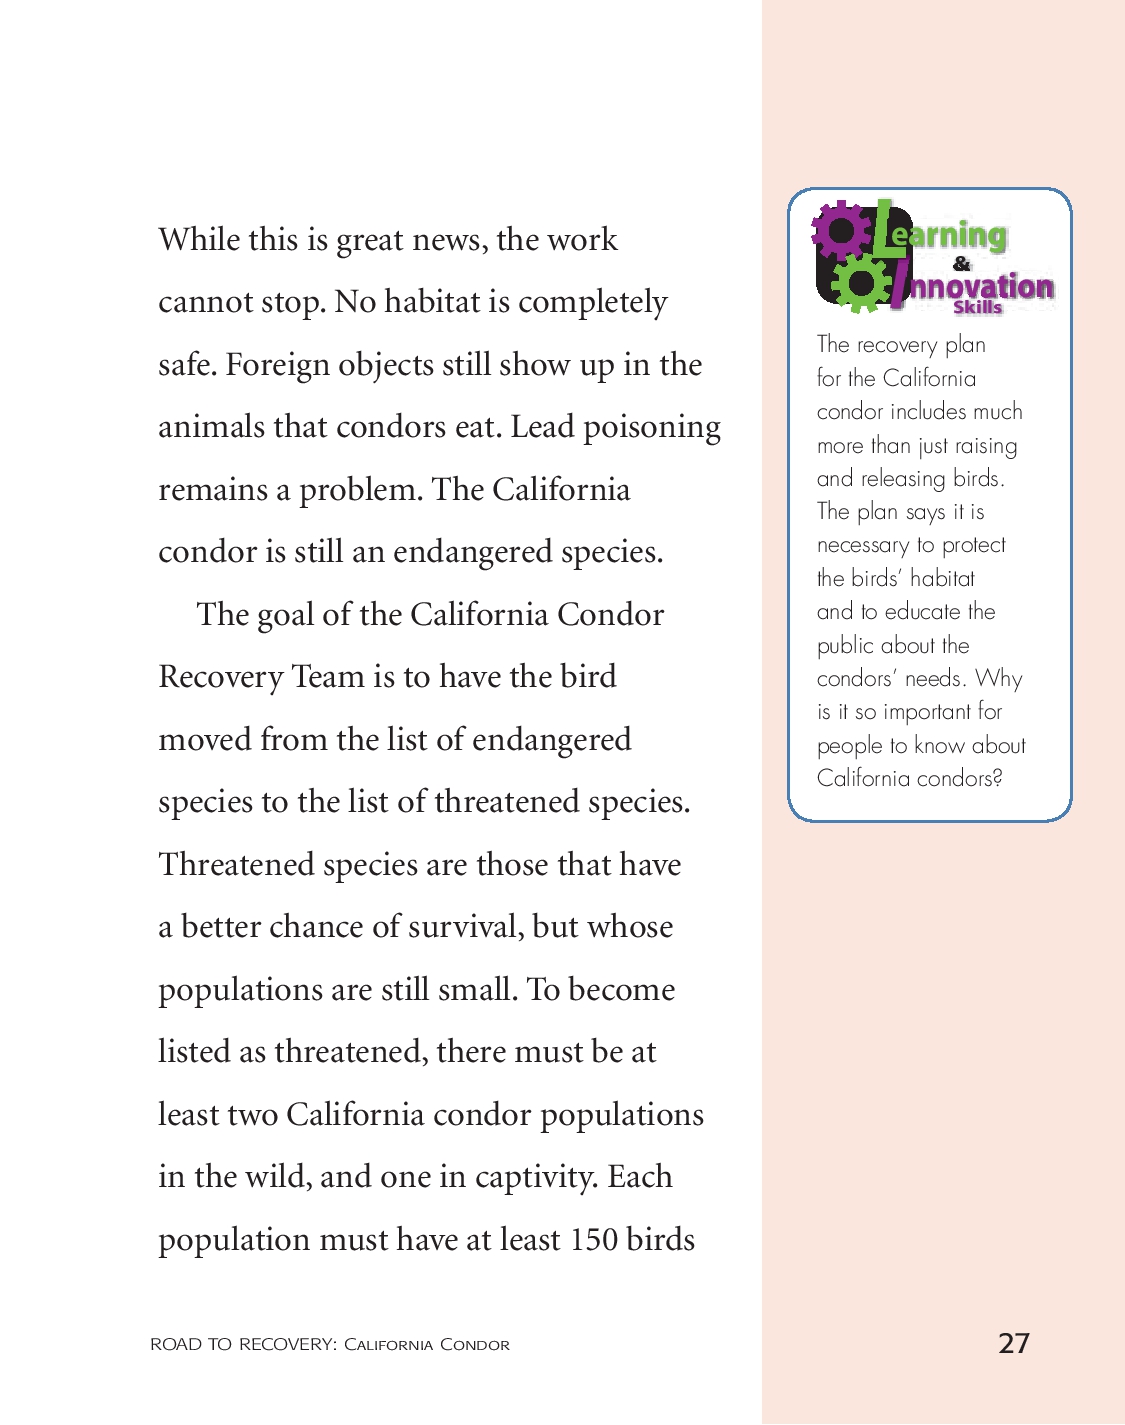 While this is great news, the work
cannot stop. No habitat is completely
safe. Foreign objects still show up in the
animals that condors eat. Lead poisoning
remains a problem. The California
condor is still an endangered species.
The goal of the California Condor
Recovery Team is to have the bird
moved from the list of endangered
species to the list of threatened species.
Threatened species are those that have
a better chance of survival, but whose
populations are still small. To become
listed as threatened, there must be at
least two California condor populations
in the wild, and one in captivity. Each
population must have at least 150 birds
Learning
&
Innovation
Skills
The recovery plan
for the California
condor includes much
more than just raising
and releasing birds.
The plan says it is
necessary to protect
the birds’ habitat
and to educate the
public about the
condors’ needs. Why
is it so important for
people to know about
California condors?
ROAD TO RECOVERY: California Condor
27